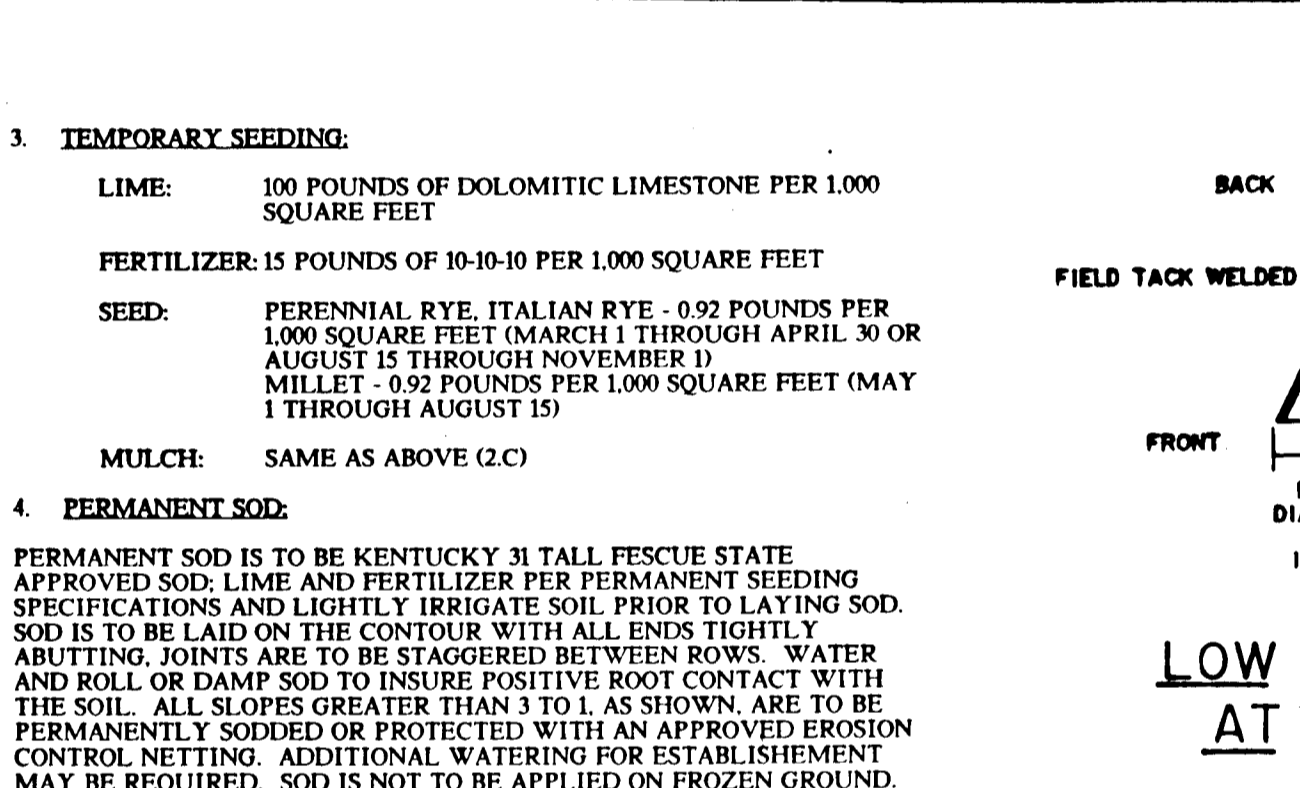 3. TEMPORARY SEEDING:
LIME: 100 POUNDS OF DOLOMITIC LIMESTONE PER 1,000
SQUARE FEET
FERTILIZER: 15 POUNDS OF 10-10-10 PER 1,000 SQUARE FEET
SEED: PERENNIAL RYE, ITALIAN RYE - 0.92 POUNDS PER
1,000 SQUARE FEET (MARCH 1 THROUGH APRIL 30 OR
AUGUST 15 THROUGH NOVEMBER 1)
MILLET - 0.92 POUNDS PER 1,000 SQUARE FEET (MAY
1 THROUGH AUGUST 15)
MULCH: SAME AS ABOVE (2.C)
4. PERMANENT SOD:
PERMANENT SOD IS TO BE KENTUCKY 31 TALL FESCUE STATE
APPROVED SOD; LIME AND FERTILIZER PER PERMANENT SEEDING
SPECIFICATIONS AND LIGHTLY IRRIGATE SOIL PRIOR TO LAYING SOD.
SOD IS TO BE LAID ON THE CONTOUR WITH ALL ENDS TIGHTLY
ABUTTING. JOINTS ARE TO BE STAGGERED BETWEEN ROWS. WATER
AND ROLL OR DAMP SOD TO INSURE POSITIVE ROOT CONTACT WITH
THE SOIL. ALL SLOPES GREATER THAN 3 TO 1, AS SHOWN, ARE TO BE
PERMANENTLY SODDED OR PROTECTED WITH AN APPROVED EROSION
CONTROL NETTING. ADDITIONAL WATERING FOR ESTABLISHEMENT
MAY BE REQUIRED. SOD IS NOT TO BE APPLIED ON FROZEN GROUND.
BACK
FIELD TACK WELDED
FRONT
LOW
AT